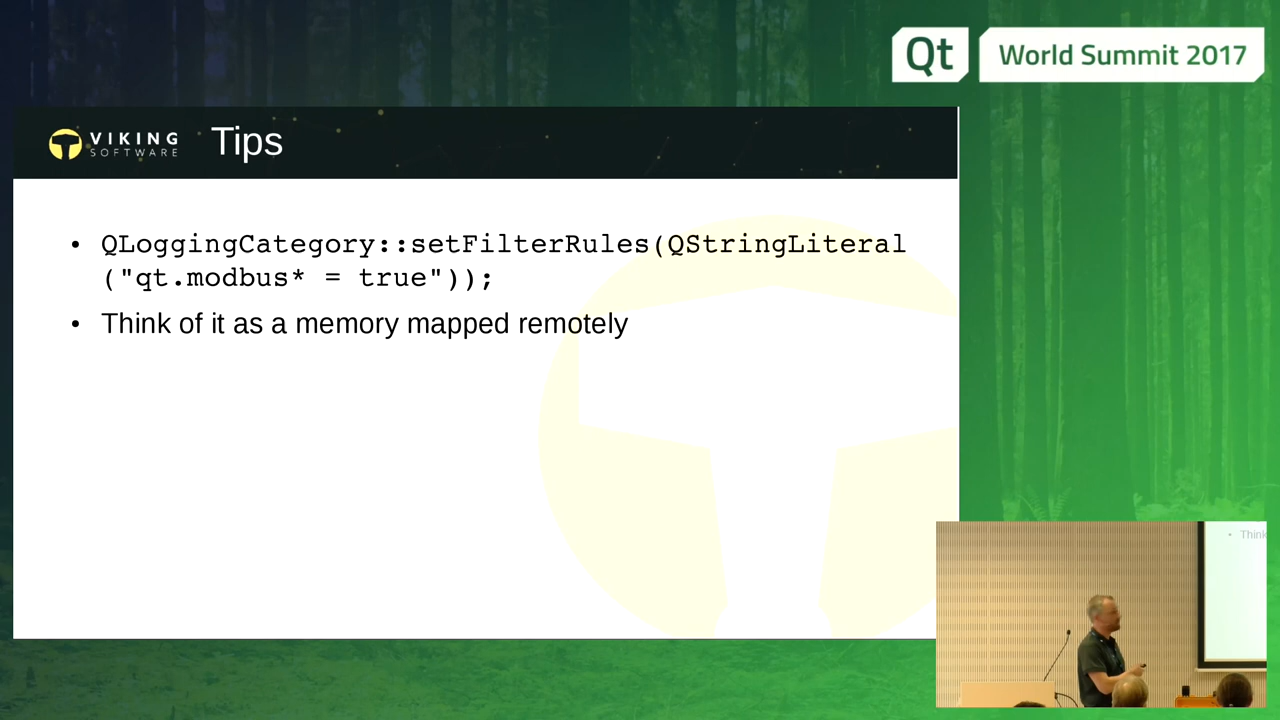 Qt World Summit 2017
VIKING
SOFTWARE
Tips
• QLoggingCategory::setFilterRules(QStringLiteral
("qt.modbus* = true"));
• Think of it as a memory mapped remotely
• Think